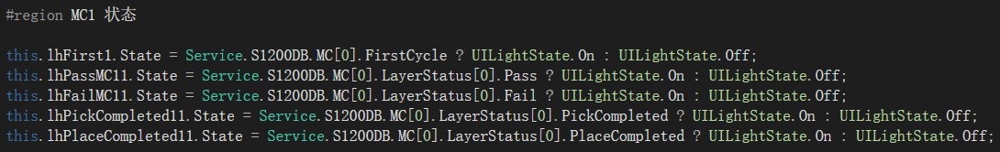 #region MC1 状态
this.lhFirst1.State = Service.S1200DB.MC[0].FirstCycle ? UILightState.On : UILightState.Off;
this.lhPassMC11.State = Service.S1200DB.MC[0].LayerStatus[0].Pass ? UILightState.On : UILightState.Off;
this.lhFailMC11.State = Service.S1200DB.MC[0].LayerStatus[0].Fail ? UILightState.On : UILightState.Off;
this.lhPickCompleted11.State = Service.S1200DB.MC[0].LayerStatus[0].PickCompleted ? UILightState.On : UILightState.Off;
this.lhPlaceCompleted11.State = Service.S1200DB.MC[0].LayerStatus[0].PlaceCompleted ? UILightState.On : UILightState.Off;